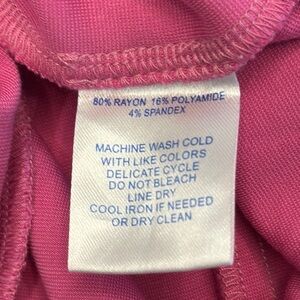 80% RAYON 16% POLYAMIDE
4% SPANDEX
MACHINE WASH COLD
WITH LIKE COLORS
DELICATE CYCLE
DO NOT BLEACH
LINE DRY
COOL IRON IF NEEDED
OR DRY CLEAN